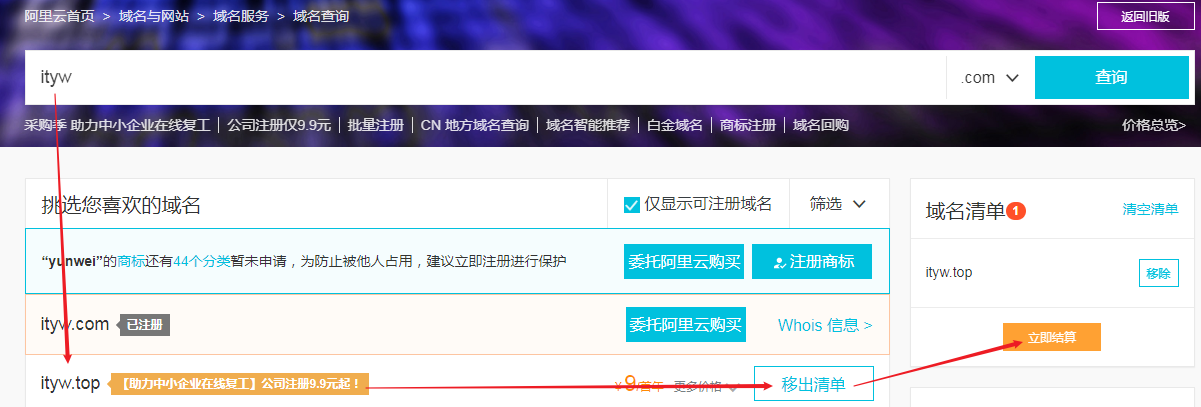 阿里云首页 > 域名与网站 > 域名服务 > 域名查询
返回旧版
ityw
.com
查询
采购季 助力中小企业在线复工 | 公司注册仅9.9元 | 批量注册 | CN 地方域名查询 | 域名智能推荐 | 白金域名 | 商标注册 | 域名回购
价格总览>
挑选您喜欢的域名
仅显示可注册域名
筛选
“yunwei”的商标还有44个分类暂未申请，为防止被他人占用，建议立即注册进行保护
委托阿里云购买
注册商标
ityw.com
已注册
委托阿里云购买
Whois 信息 >
ityw.top
【助力中小企业在线复工】公司注册9.9元起！
¥ 9/首年
更多价格
移出清单
域名清单 1
清空清单
ityw.top
移除
立即结算